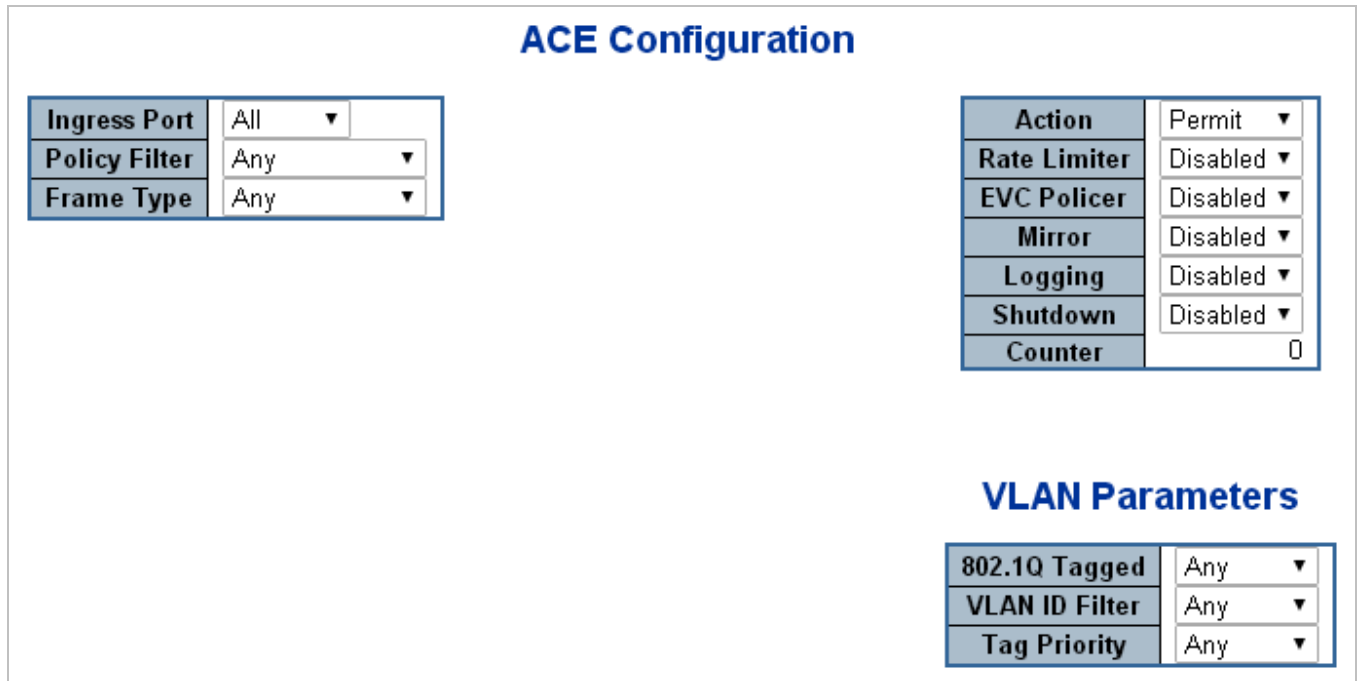 ACE Configuration
Ingress Port All
Policy Filter Any
Frame Type Any
Action Permit
Rate Limiter Disabled
EVC Policer Disabled
Mirror Disabled
Logging Disabled
Shutdown Disabled
Counter 0
VLAN Parameters
802.1Q Tagged Any
VLAN ID Filter Any
Tag Priority Any